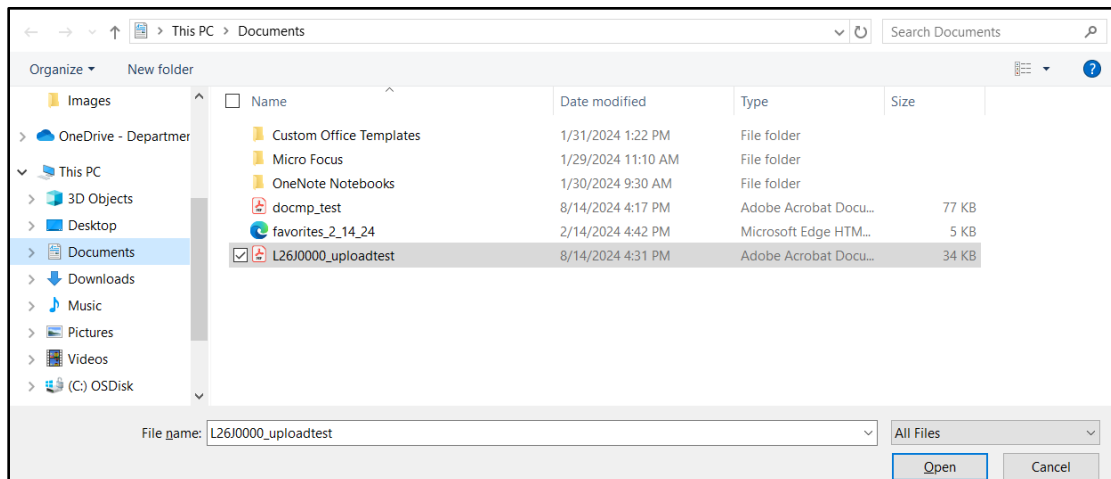 This PC > Documents
Search Documents
Organize
New folder
Images
OneDrive - Departmer
This PC
3D Objects
Desktop
Documents
Downloads
Music
Pictures
Videos
(C:) OSDisk
Name Date modified Type Size
Custom Office Templates 1/31/2024 1:22 PM File folder
Micro Focus 1/29/2024 11:10 AM File folder
OneNote Notebooks 1/30/2024 9:30 AM File folder
docmp_test 8/14/2024 4:17 PM Adobe Acrobat Docu... 77 KB
favorites_2_14_24 2/14/2024 4:42 PM Microsoft Edge HTM... 5 KB
L26J0000_uploadtest 8/14/2024 4:31 PM Adobe Acrobat Docu... 34 KB
File name: L26J0000_uploadtest
All Files
Open
Cancel